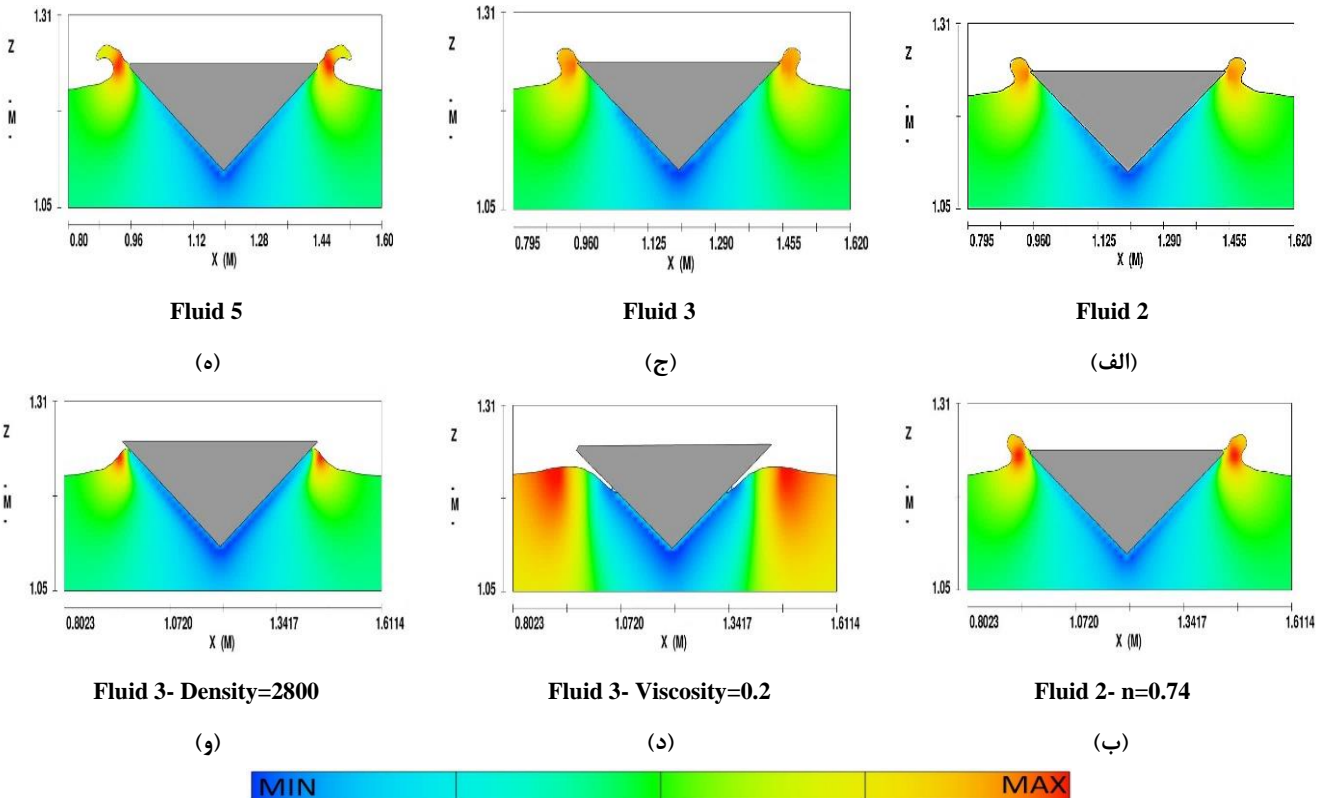 1.31
Z
. M .
1.05
0.80 0.96 1.12 1.28 1.44 1.60
X (M)
Fluid 5
(ه)
1.31
Z
. M .
1.05
0.795 0.960 1.125 1.290 1.455 1.620
X (M)
Fluid 3
(ج)
1.31
Z
. M .
1.05
0.795 0.960 1.125 1.290 1.455 1.620
X (M)
Fluid 2
(الف)
1.31
Z
. M .
1.05
0.8023 1.0720 1.3417 1.6114
X (M)
Fluid 3- Density=2800
(و)
1.31
Z
. M .
1.05
0.8023 1.0720 1.3417 1.6114
X (M)
Fluid 3- Viscosity=0.2
(د)
1.31
Z
. M .
1.05
0.8023 1.0720 1.3417 1.6114
X (M)
Fluid 2- n=0.74
(ب)
MIN MAX